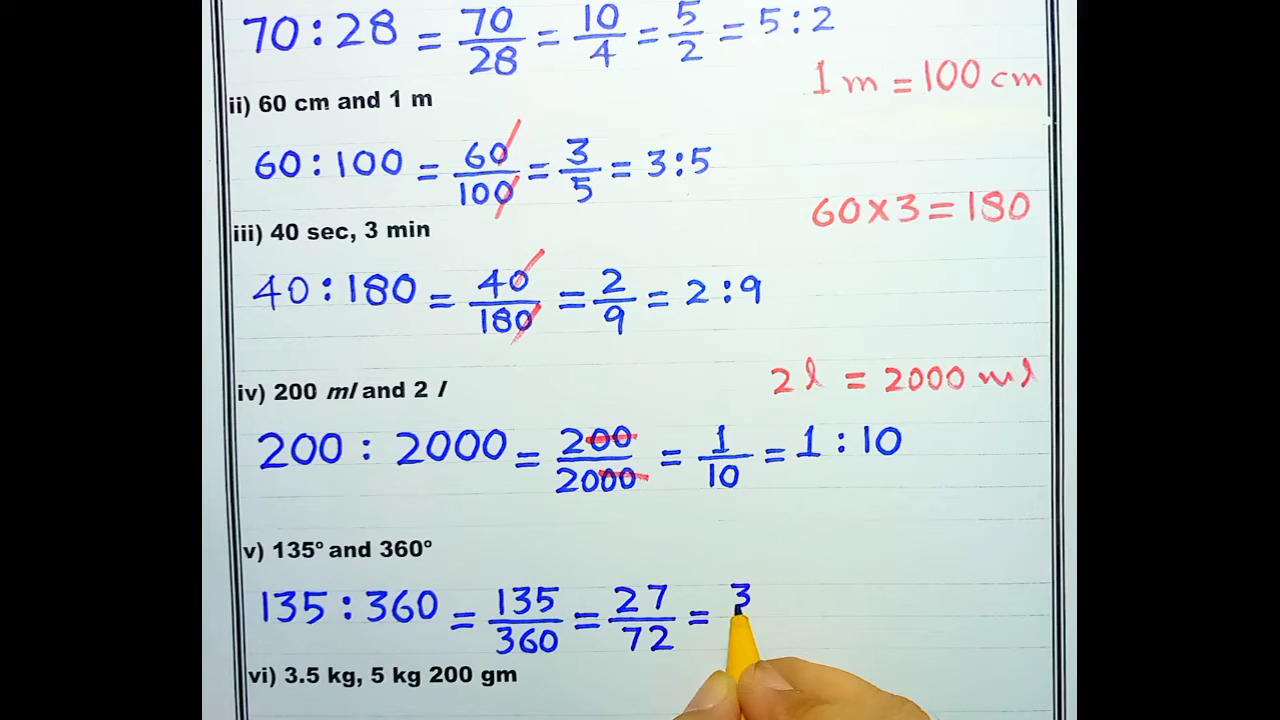 70 : 28 = 70/28 = 10/4 = 5/2 = 5 : 2
1 m = 100 cm
ii) 60 cm and 1 m
60 : 100 = 60/100 = 3/5 = 3 : 5
60 x 3 = 180
iii) 40 sec, 3 min
40 : 180 = 40/180 = 2/9 = 2 : 9
2 l = 2000 ml
iv) 200 ml and 2 l
200 : 2000 = 200/2000 = 1/10 = 1 : 10
v) 135° and 360°
135 : 360 = 135/360 = 27/72 = 3
vi) 3.5 kg, 5 kg 200 gm